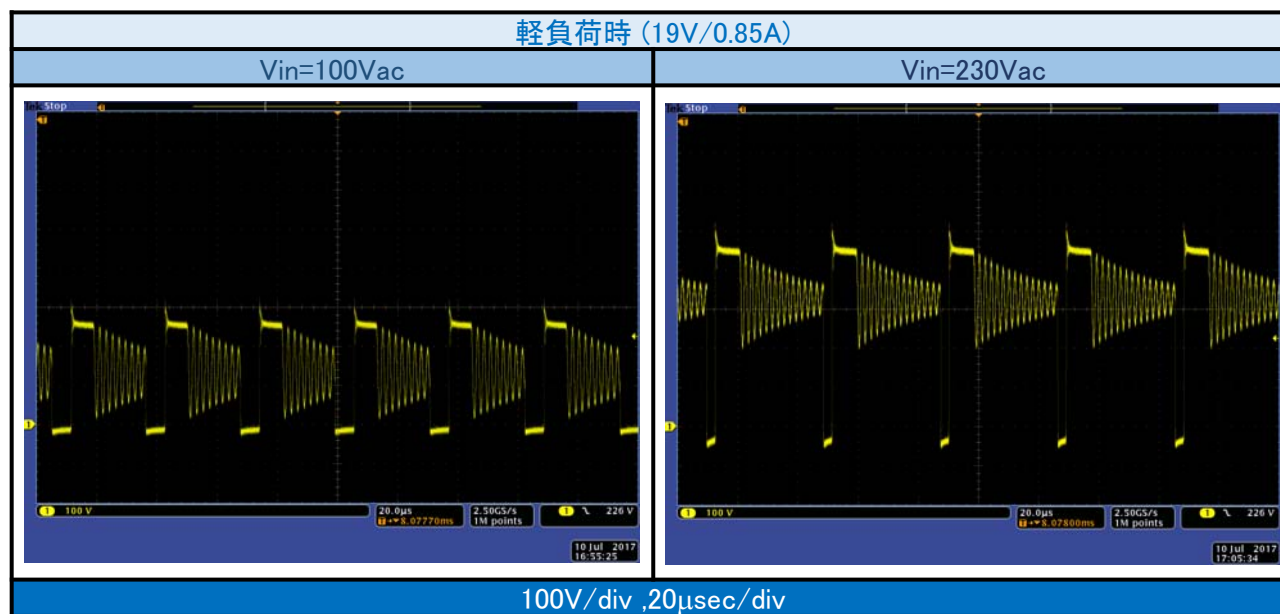 軽負荷時 (19V/0.85A)
Vin=100Vac
Vin=230Vac
Tek Stop
1 100 V
20.0µs
T→▼8.07770ms
2.50GS/s
1M points
1 226 V
10 Jul 2017
16:55:25
Tek Stop
1 100 V
20.0µs
T→▼8.07800ms
2.50GS/s
1M points
1 226 V
10 Jul 2017
17:05:34
100V/div ,20μsec/div